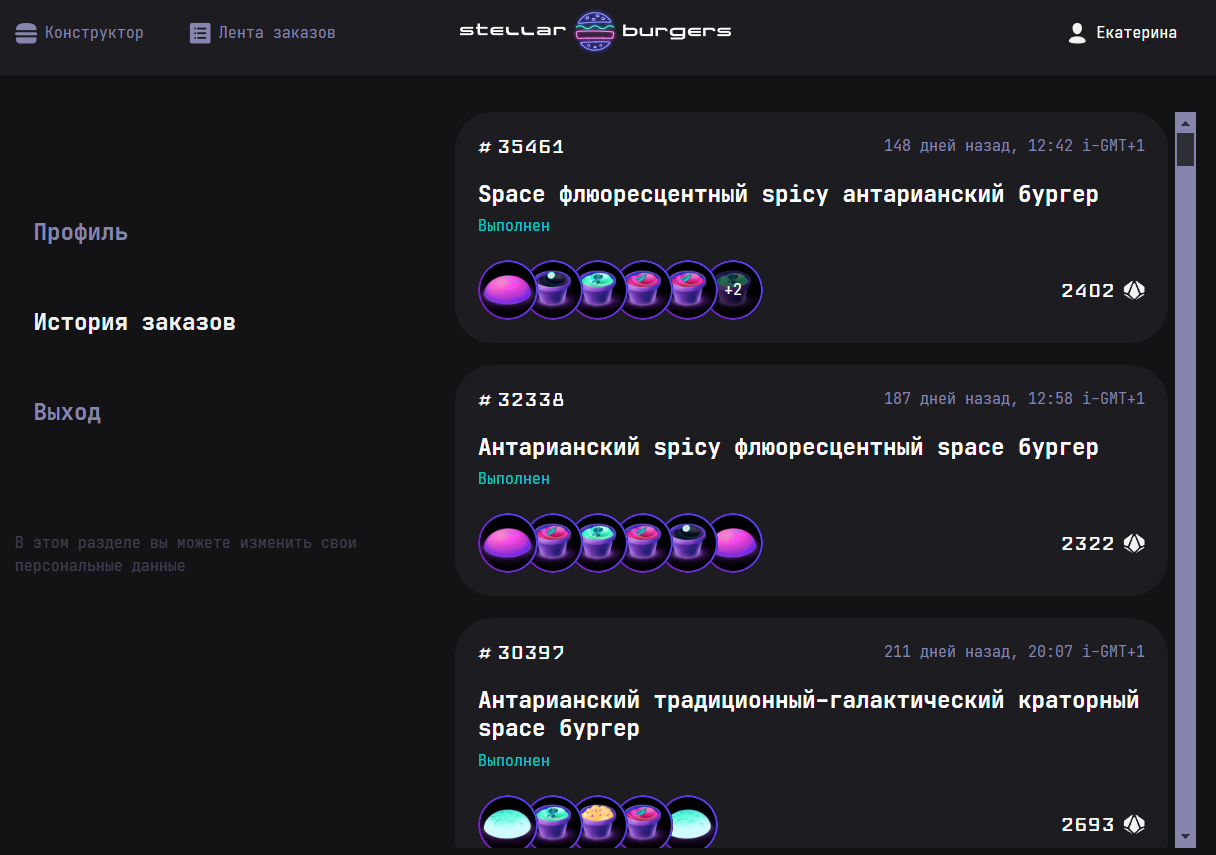 Конструктор
Лента заказов
stellar burgers
Екатерина
Профиль
История заказов
Выход
В этом разделе вы можете изменить свои
персональные данные
# 35461
148 дней назад, 12:42 i-GMT+1
Space флюоресцентный spicy антарианский бургер
Выполнен
+2
2402
# 32338
187 дней назад, 12:58 i-GMT+1
Антарианский spicy флюоресцентный space бургер
Выполнен
2322
# 30397
211 дней назад, 20:07 i-GMT+1
Антарианский традиционный-галактический краторный
space бургер
Выполнен
2693